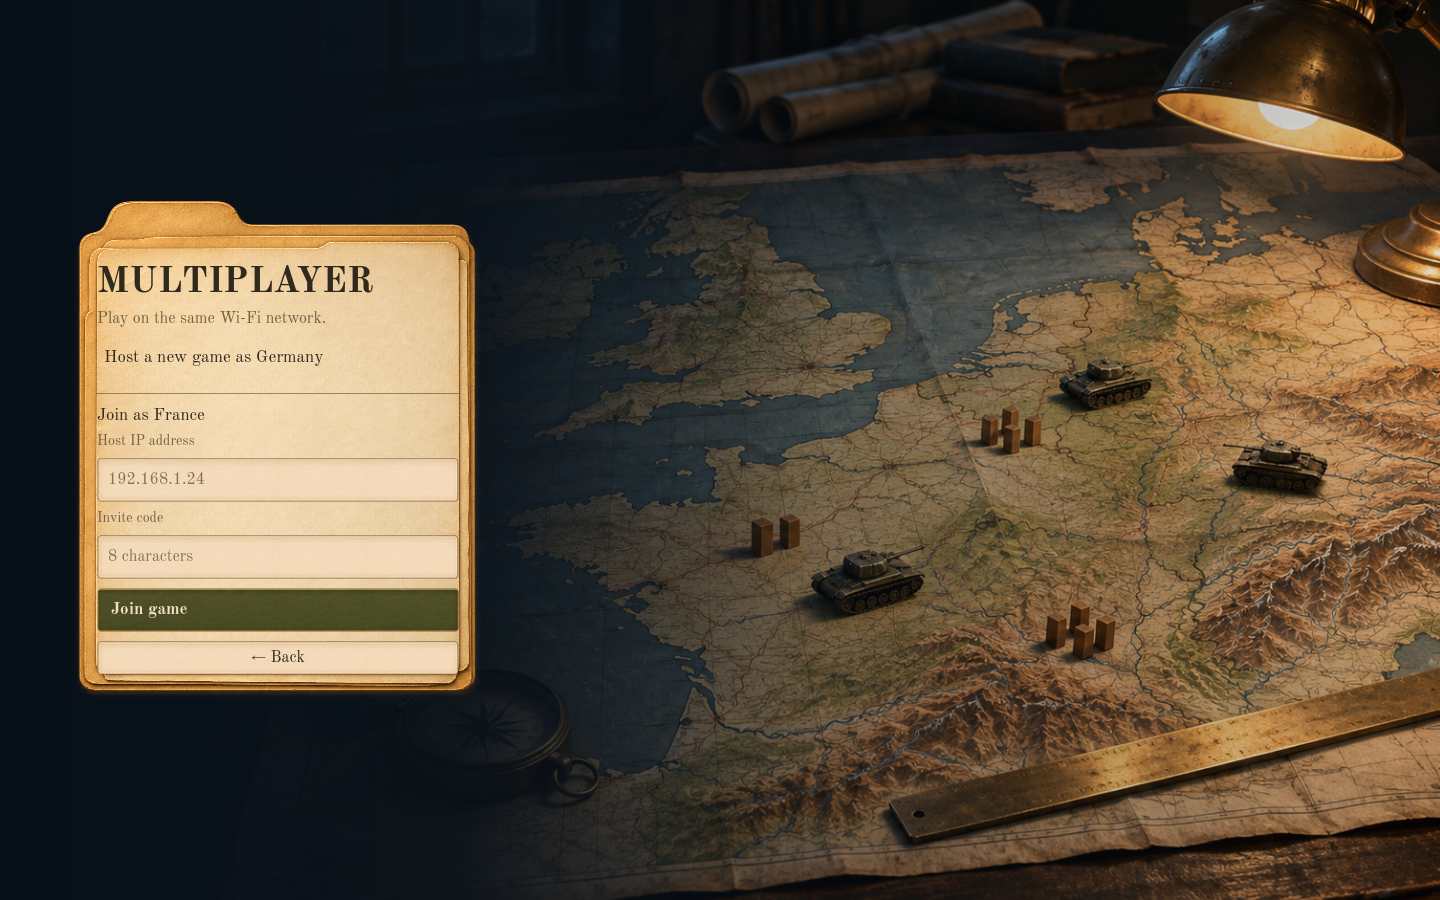 MULTIPLAYER
Play on the same Wi-Fi network.
Host a new game as Germany
Join as France
Host IP address
192.168.1.24
Invite code
8 characters
Join game
← Back